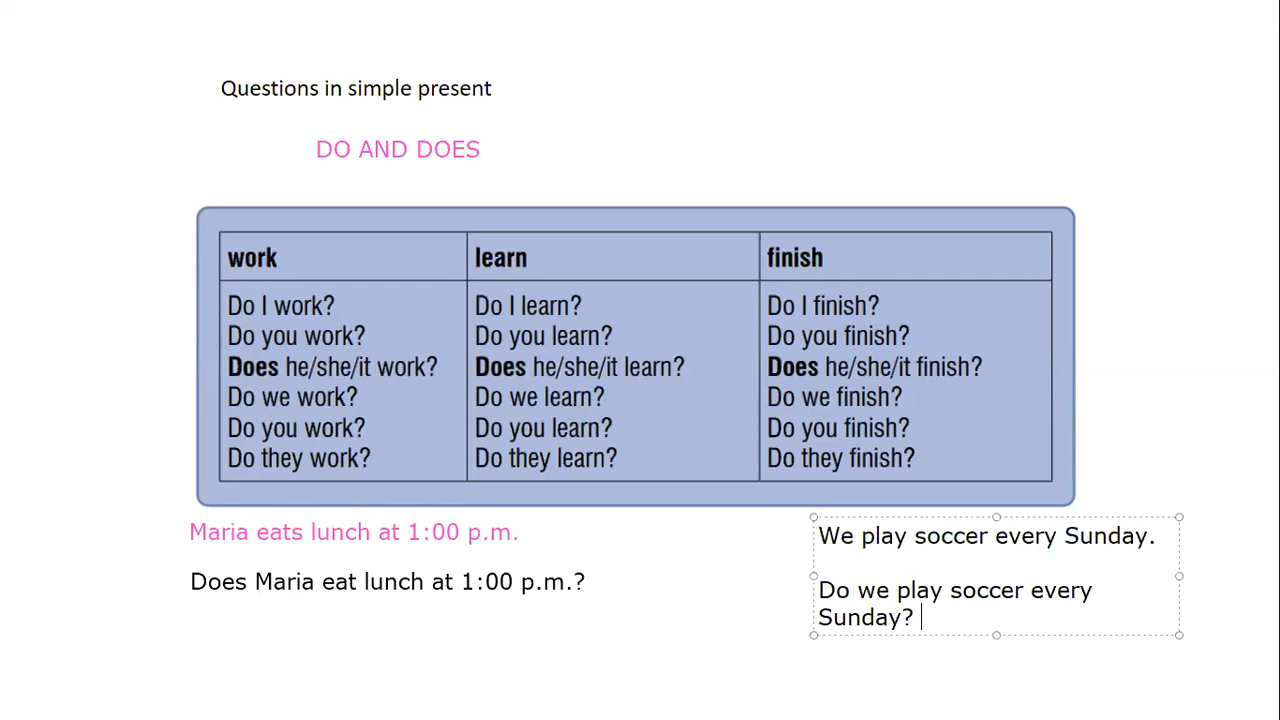 Questions in simple present
DO AND DOES
work
Do I work?
Do you work?
Does he/she/it work?
Do we work?
Do you work?
Do they work?
learn
Do I learn?
Do you learn?
Does he/she/it learn?
Do we learn?
Do you learn?
Do they learn?
finish
Do I finish?
Do you finish?
Does he/she/it finish?
Do we finish?
Do you finish?
Do they finish?
Maria eats lunch at 1:00 p.m.
Does Maria eat lunch at 1:00 p.m.?
We play soccer every Sunday.
Do we play soccer every
Sunday?